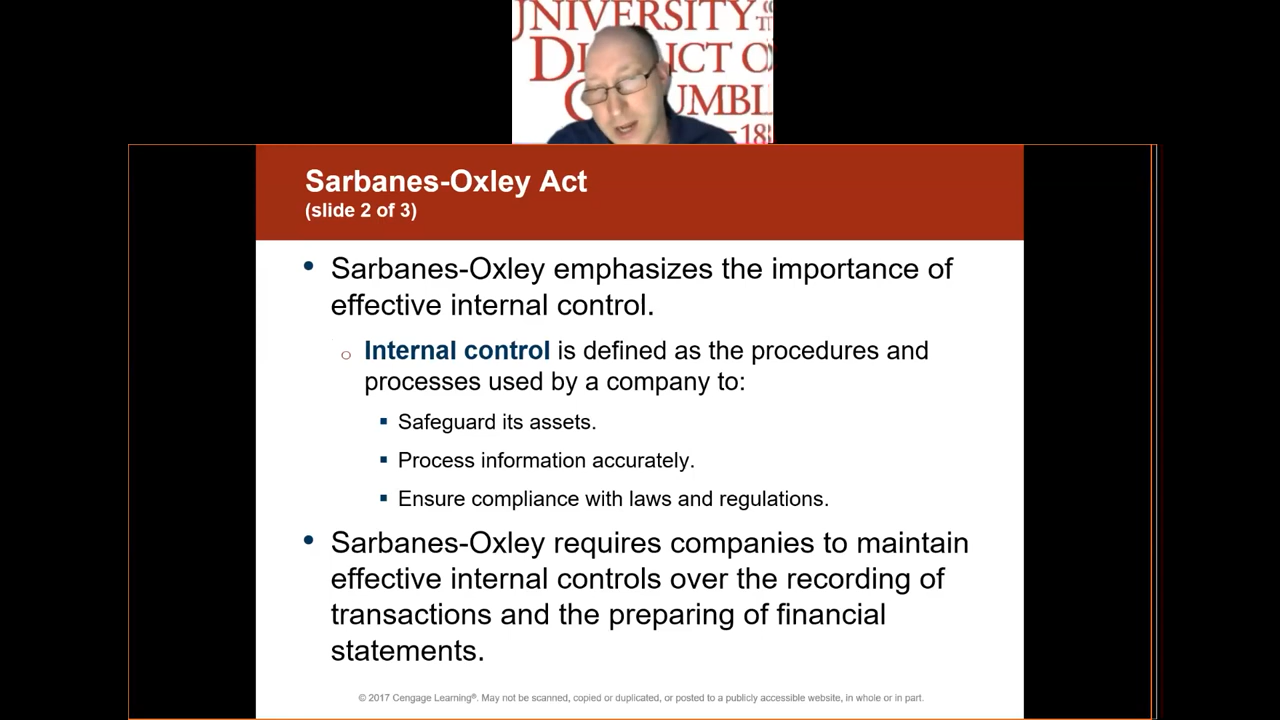 UNIVERSITY
DISTRICT O
UMBI
-18
Sarbanes-Oxley Act
(slide 2 of 3)
• Sarbanes-Oxley emphasizes the importance of
effective internal control.
o Internal control is defined as the procedures and
processes used by a company to:
▪ Safeguard its assets.
▪ Process information accurately.
▪ Ensure compliance with laws and regulations.
• Sarbanes-Oxley requires companies to maintain
effective internal controls over the recording of
transactions and the preparing of financial
statements.
© 2017 Cengage Learning®. May not be scanned, copied or duplicated, or posted to a publicly accessible website, in whole or in part.